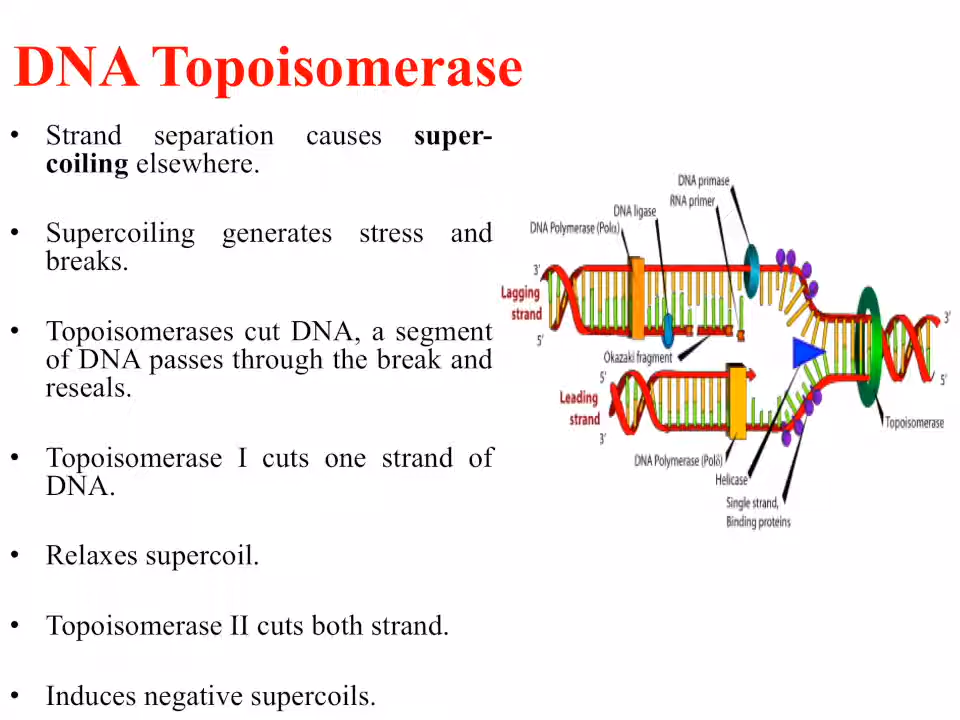 DNA Topoisomerase
• Strand separation causes super-
coiling elsewhere.
• Supercoiling generates stress and
breaks.
• Topoisomerases cut DNA, a segment
of DNA passes through the break and
reseals.
• Topoisomerase I cuts one strand of
DNA.
• Relaxes supercoil.
• Topoisomerase II cuts both strand.
• Induces negative supercoils.
DNA primase
RNA primer
DNA ligase
DNA Polymerase (Polα)
3'
Lagging
strand
5'
Okazaki fragment
3'
5'
Topoisomerase
5'
Leading
strand
3'
DNA Polymerase (Polδ)
Helicase
Single strand,
Binding proteins